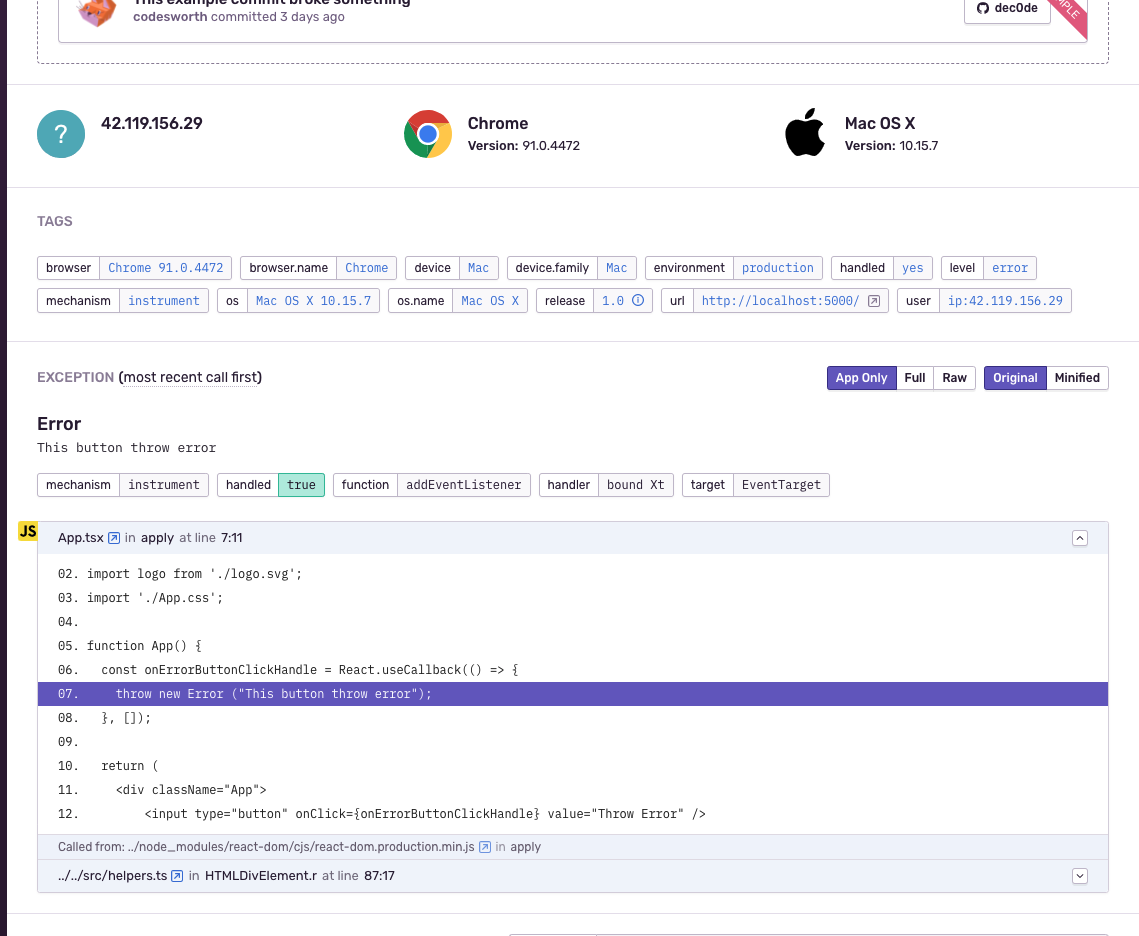 This example commit broke something
codesworth committed 3 days ago
dec0de
MPLE
? 42.119.156.29
Chrome
Version: 91.0.4472
Mac OS X
Version: 10.15.7
TAGS
browser Chrome 91.0.4472 browser.name Chrome device Mac device.family Mac environment production handled yes level error
mechanism instrument os Mac OS X 10.15.7 os.name Mac OS X release 1.0 url http://localhost:5000/ user ip:42.119.156.29
EXCEPTION (most recent call first) App Only Full Raw Original Minified
Error
This button throw error
mechanism instrument handled true function addEventListener handler bound Xt target EventTarget
JS
App.tsx in apply at line 7:11
02. import logo from './logo.svg';
03. import './App.css';
04.
05. function App() {
06.   const onErrorButtonClickHandle = React.useCallback(() => {
07.     throw new Error ("This button throw error");
08.   }, []);
09.
10.   return (
11.     <div className="App">
12.         <input type="button" onClick={onErrorButtonClickHandle} value="Throw Error" />
Called from: ../node_modules/react-dom/cjs/react-dom.production.min.js in apply
../../src/helpers.ts in HTMLDivElement.r at line 87:17